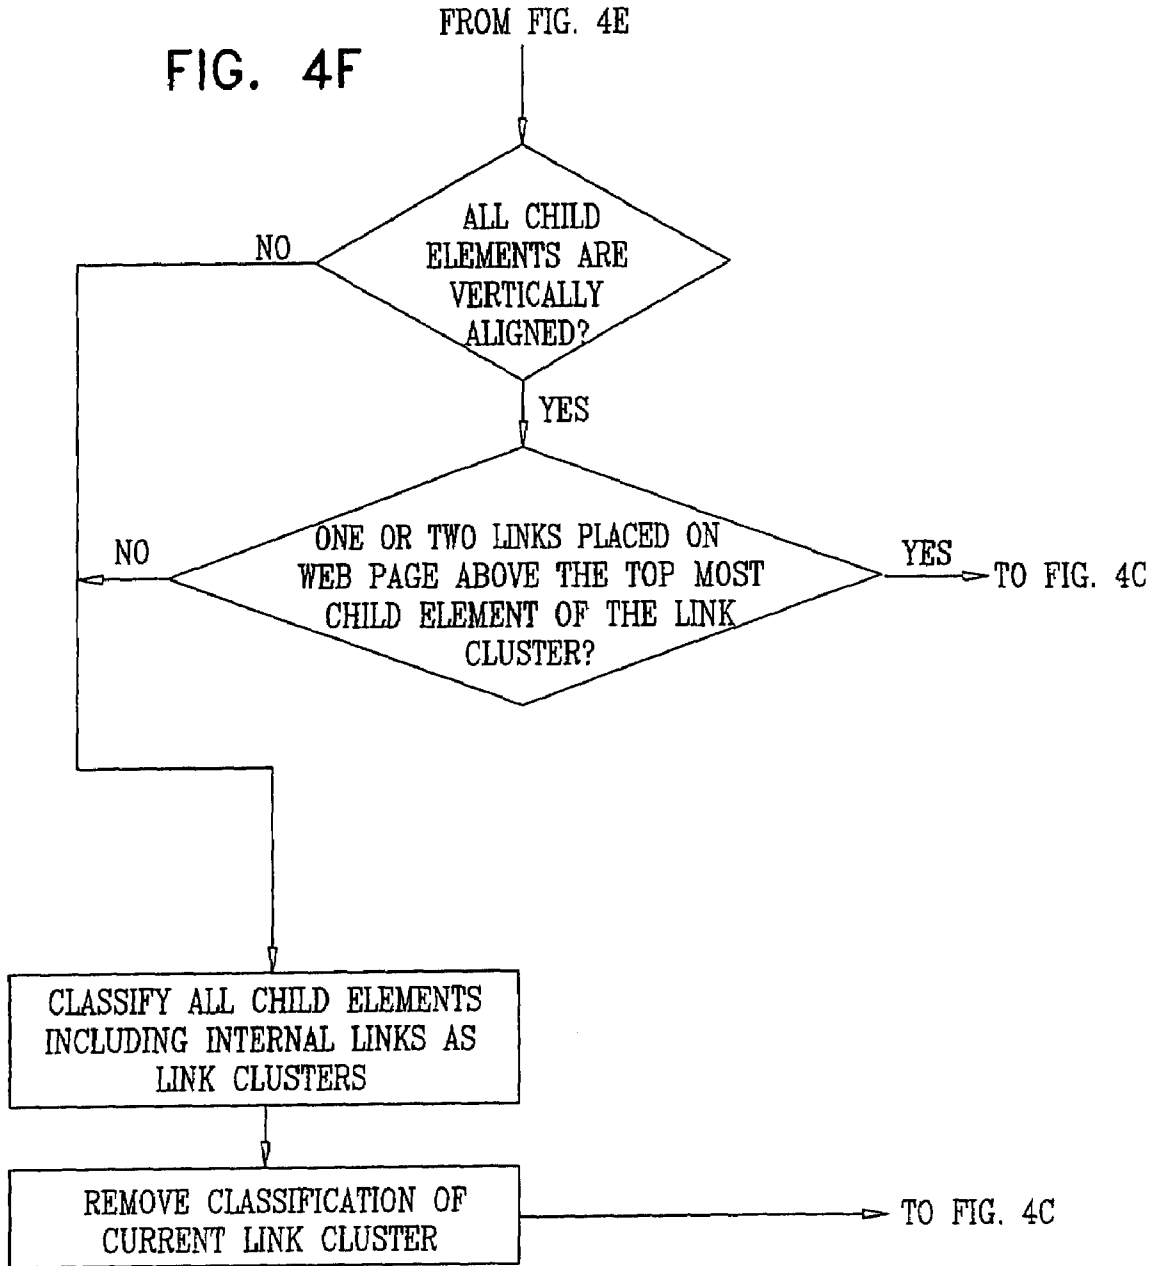 FROM FIG. 4E
FIG. 4F
ALL CHILD
ELEMENTS ARE
VERTICALLY
ALIGNED?
NO
YES
ONE OR TWO LINKS PLACED ON
WEB PAGE ABOVE THE TOP MOST
CHILD ELEMENT OF THE LINK
CLUSTER?
NO
YES
TO FIG. 4C
CLASSIFY ALL CHILD ELEMENTS
INCLUDING INTERNAL LINKS AS
LINK CLUSTERS
REMOVE CLASSIFICATION OF
CURRENT LINK CLUSTER
TO FIG. 4C